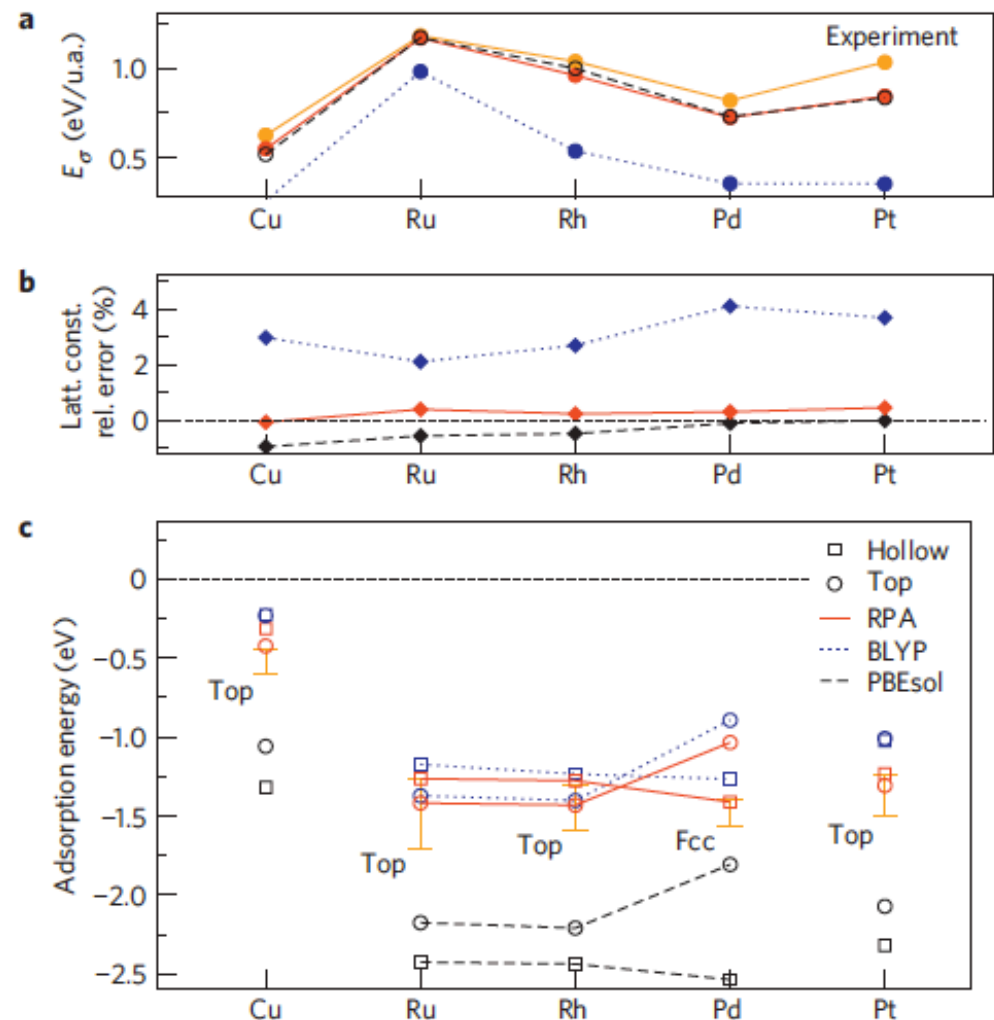 a
E_σ (eV/u.a.)
1.0
0.5
Experiment
Cu Ru Rh Pd Pt
b
Latt. const.
rel. error (%)
4
2
0
Cu Ru Rh Pd Pt
c
Adsorption energy (eV)
0
−0.5
−1.0
−1.5
−2.0
−2.5
Hollow
Top
RPA
BLYP
PBEsol
Top
Top
Top
Fcc
Top
Cu Ru Rh Pd Pt